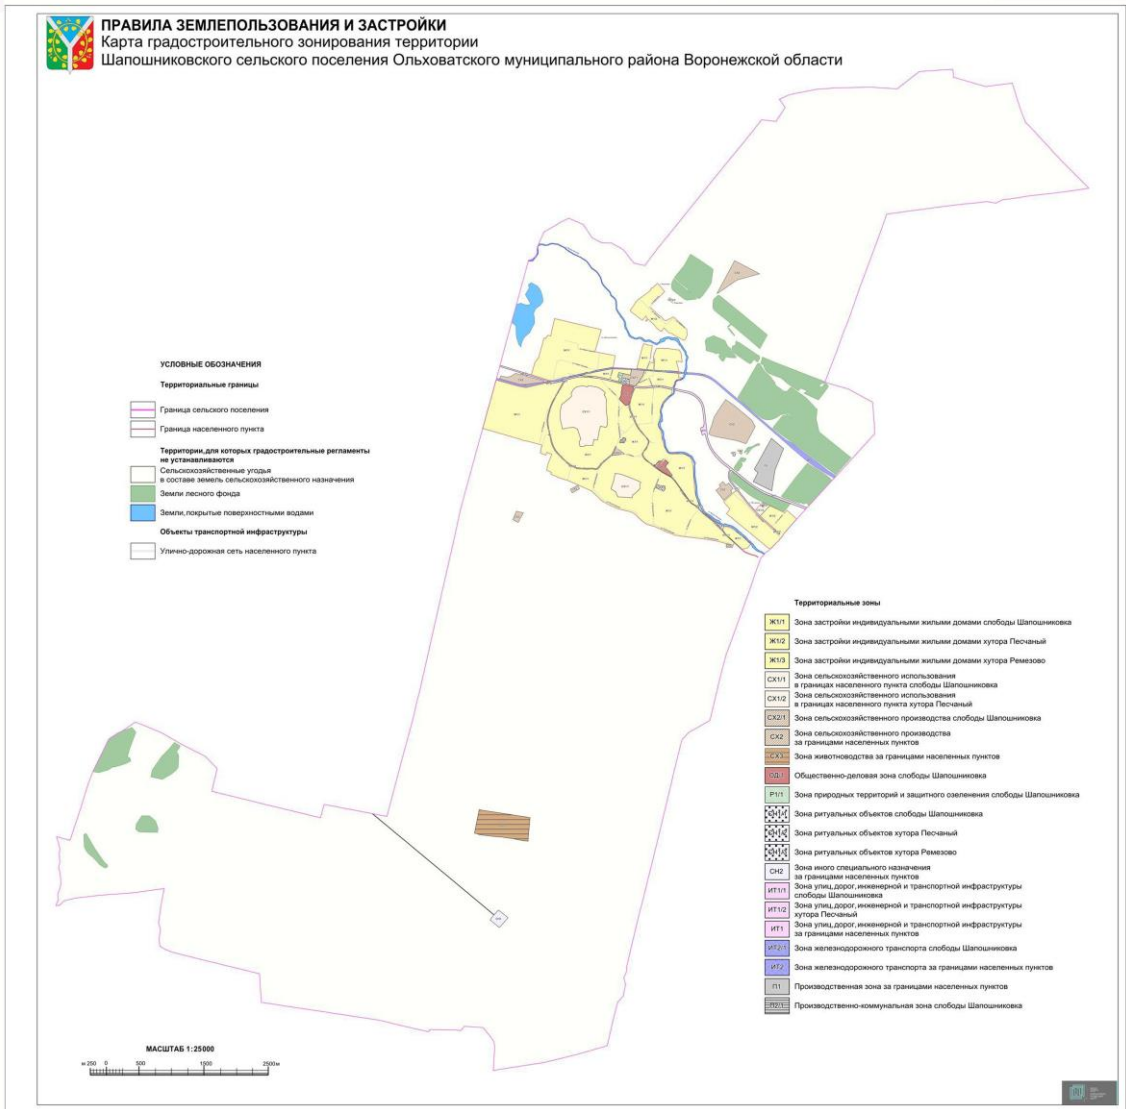 ПРАВИЛА ЗЕМЛЕПОЛЬЗОВАНИЯ И ЗАСТРОЙКИ
Карта градостроительного зонирования территории
Шапошниковского сельского поселения Ольховатского муниципального района Воронежской области
УСЛОВНЫЕ ОБОЗНАЧЕНИЯ
Территориальные границы
Граница сельского поселения
Граница населенного пункта
Территории, для которых градостроительные регламенты
не устанавливаются
Сельскохозяйственные угодья
в составе земель сельскохозяйственного назначения
Земли лесного фонда
Земли, покрытые поверхностными водами
Объекты транспортной инфраструктуры
Улично-дорожная сеть населенного пункта
Территориальные зоны
Ж1/1 Зона застройки индивидуальными жилыми домами слободы Шапошниковка
Ж1/2 Зона застройки индивидуальными жилыми домами хутора Песчаный
Ж1/3 Зона застройки индивидуальными жилыми домами хутора Ремезово
СХ1/1 Зона сельскохозяйственного использования
в границах населенного пункта слободы Шапошниковка
СХ1/2 Зона сельскохозяйственного использования
в границах населенного пункта хутора Песчаный
СХ2/1 Зона сельскохозяйственного производства слободы Шапошниковка
СХ2 Зона сельскохозяйственного производства
за границами населенных пунктов
СХ3 Зона животноводства за границами населенных пунктов
ОД/1 Общественно-деловая зона слободы Шапошниковка
Р1/1 Зона природных территорий и защитного озеленения слободы Шапошниковка
Зона ритуальных объектов слободы Шапошниковка
Зона ритуальных объектов хутора Песчаный
Зона ритуальных объектов хутора Ремезово
СН2 Зона иного специального назначения
за границами населенных пунктов
ИТ1/1 Зона улиц, дорог, инженерной и транспортной инфраструктуры
слободы Шапошниковка
ИТ1/2 Зона улиц, дорог, инженерной и транспортной инфраструктуры
хутора Песчаный
ИТ1 Зона улиц, дорог, инженерной и транспортной инфраструктуры
за границами населенных пунктов
ИТ2/1 Зона железнодорожного транспорта слободы Шапошниковка
ИТ2 Зона железнодорожного транспорта за границами населенных пунктов
П1 Производственная зона за границами населенных пунктов
П2/1 Производственно-коммунальная зона слободы Шапошниковка
МАСШТАБ 1:25000
м 250 0 500 1500 2500м